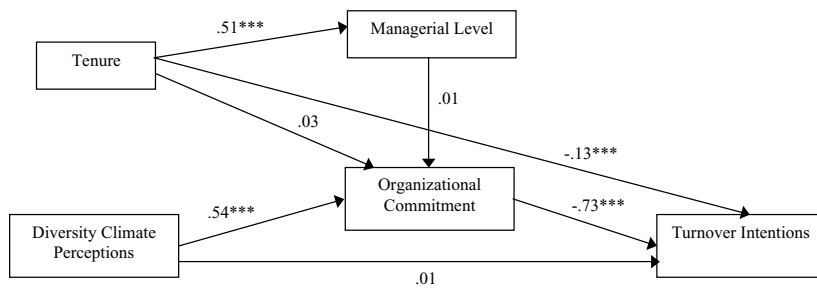 .51***
Managerial Level
Tenure
.01
.03
-.13***
Organizational
Commitment
.54***
-.73***
Diversity Climate
Perceptions
Turnover Intentions
.01